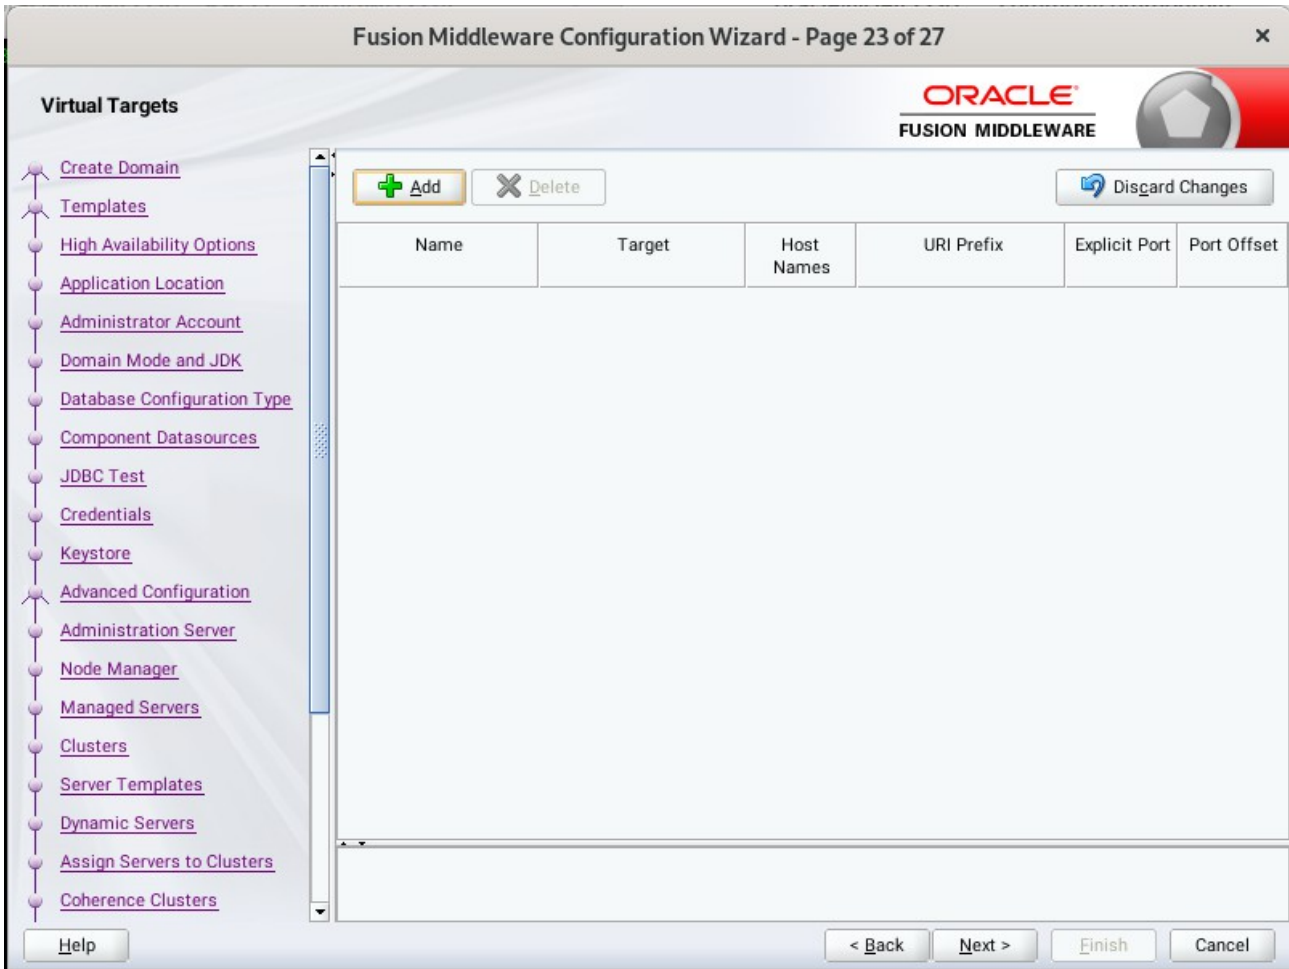 Fusion Middleware Configuration Wizard - Page 23 of 27
×
Virtual Targets
ORACLE
FUSION MIDDLEWARE
Create Domain
Templates
High Availability Options
Application Location
Administrator Account
Domain Mode and JDK
Database Configuration Type
Component Datasources
JDBC Test
Credentials
Keystore
Advanced Configuration
Administration Server
Node Manager
Managed Servers
Clusters
Server Templates
Dynamic Servers
Assign Servers to Clusters
Coherence Clusters
Add Delete Discard Changes
Name Target Host Names URI Prefix Explicit Port Port Offset
Help < Back Next > Finish Cancel